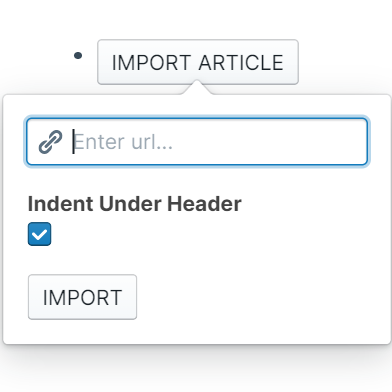 IMPORT ARTICLE
Enter url...
Indent Under Header
IMPORT